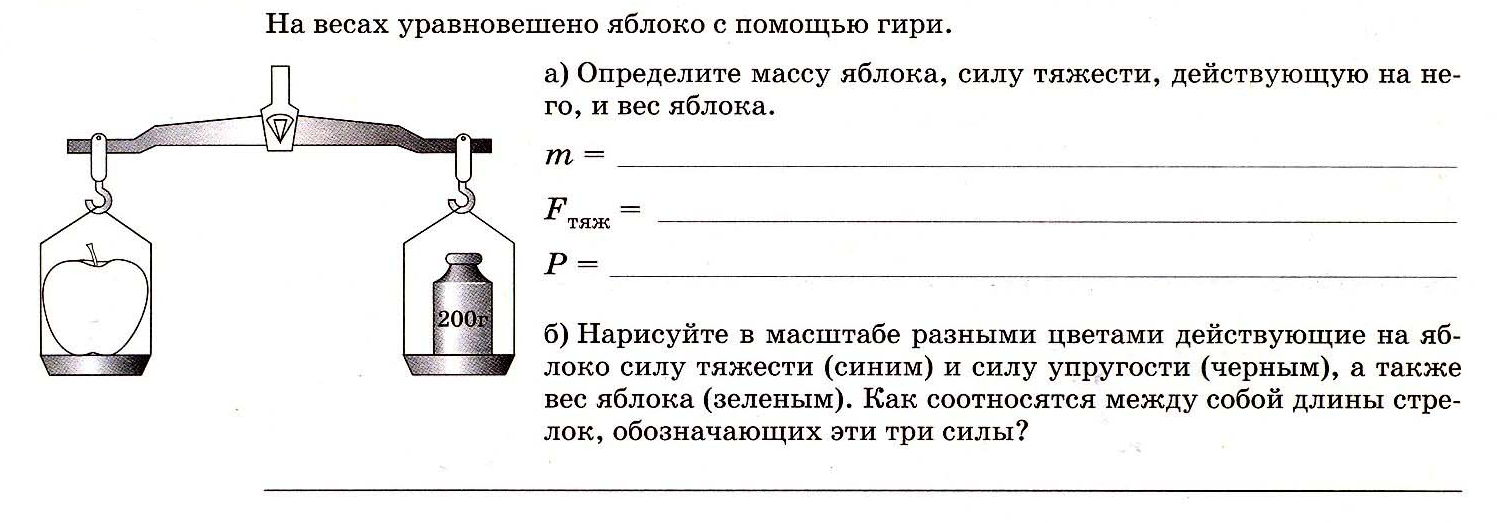 На весах уравновешено яблоко с помощью гири.
а) Определите массу яблока, силу тяжести, действующую на не-
го, и вес яблока.
m =
Fтяж =
P =
200г
б) Нарисуйте в масштабе разными цветами действующие на яб-
локо силу тяжести (синим) и силу упругости (черным), а также
вес яблока (зеленым). Как соотносятся между собой длины стре-
лок, обозначающих эти три силы?